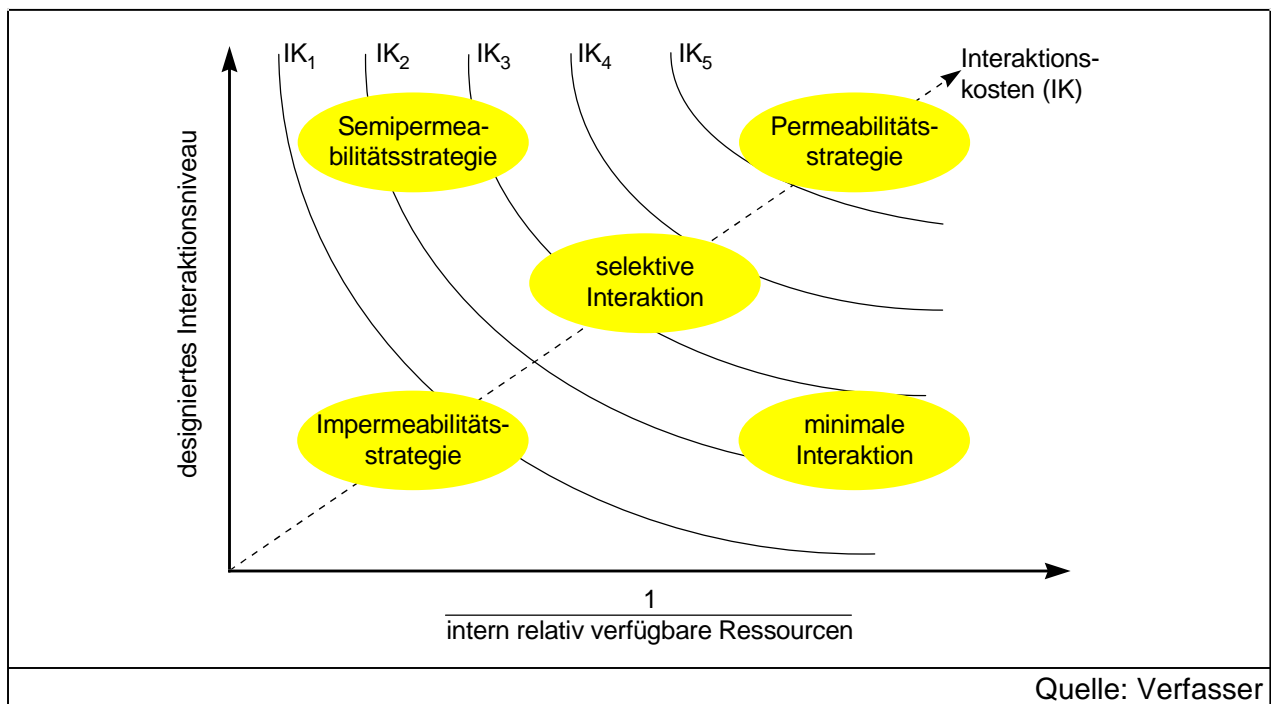 IK₁ IK₂ IK₃ IK₄ IK₅
Interaktions-
kosten (IK)
Semipermea-
bilitätsstrategie
Permeabilitäts-
strategie
selektive
Interaktion
Impermeabilitäts-
strategie
minimale
Interaktion
designiertes Interaktionsniveau
1
intern relativ verfügbare Ressourcen
Quelle: Verfasser